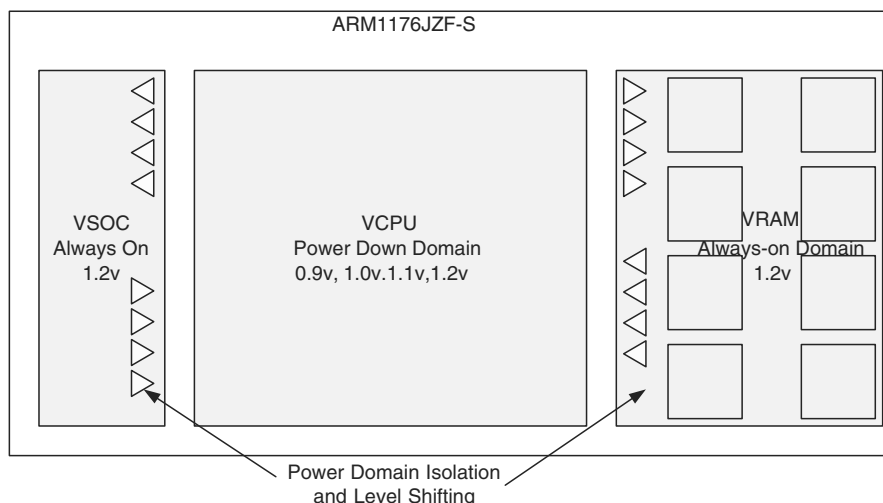 ARM1176JZF-S
VSOC
Always On
1.2v
VCPU
Power Down Domain
0.9v, 1.0v.1.1v,1.2v
VRAM
Always-on Domain
1.2v
Power Domain Isolation
and Level Shifting